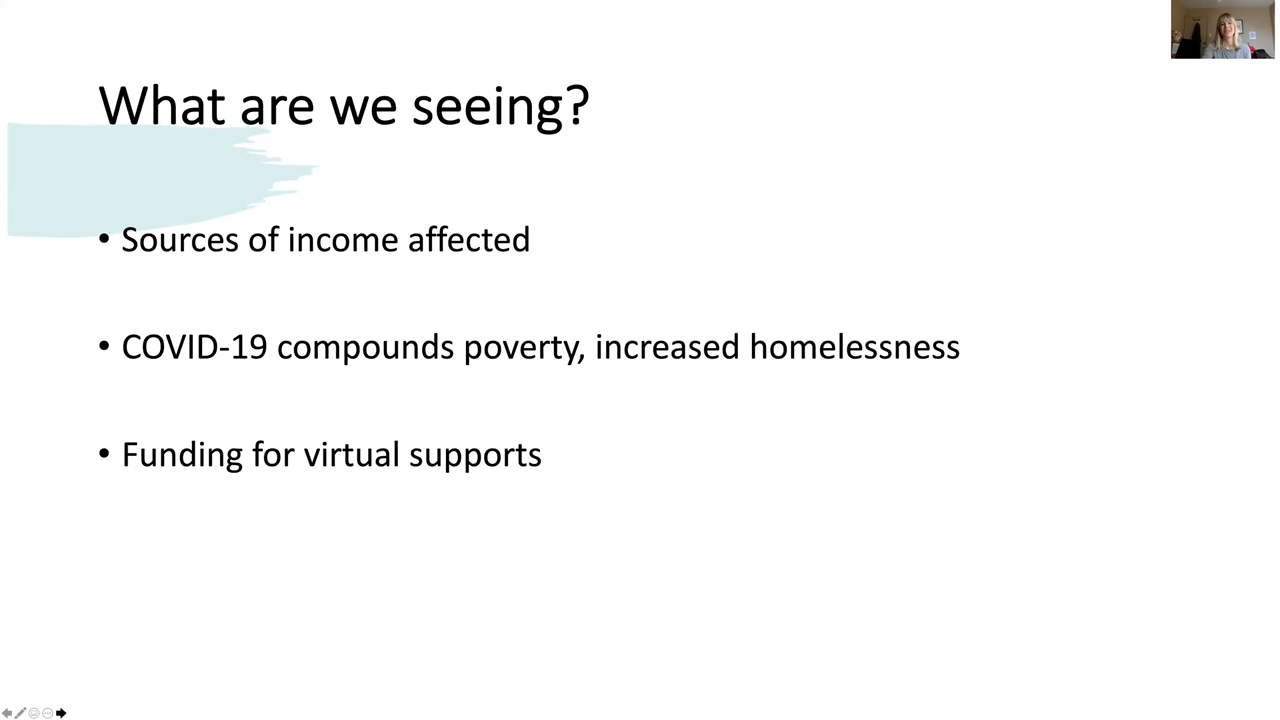 What are we seeing?
• Sources of income affected
• COVID-19 compounds poverty, increased homelessness
• Funding for virtual supports